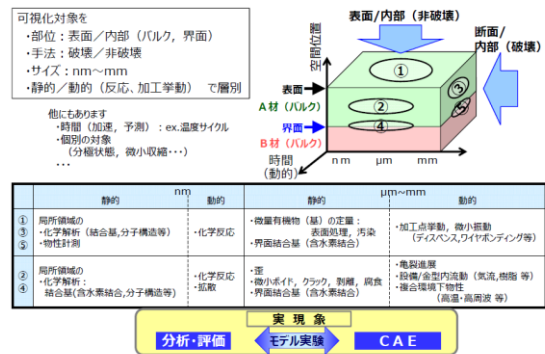 可視化対象を
・部位：表面／内部（バルク，界面）
・手法：破壊／非破壊
・サイズ：nm～mm
・静的／動的（反応、加工挙動）で層別
他にもあります
・時間（加速，予測）：ex.温度サイクル
・個別の対象
（分極状態，微小収縮・・・）
・・・
表面/内部（非破壊）
断面/
内部（破壊）
空間位置
表面
A材（バルク）
界面
B材（バルク）
時間
（動的）
nm
μm
mm
①
②
③
④
⑤
nm
μm~mm
静的
動的
静的
動的
①
③
⑤
局所領域の
・化学解析（結合基,分子構造等）
・物性計測
・化学反応
・微量有機物（基）の定量：
表面処理，汚染
・界面結合基（含水素結合）
・加工点挙動，微小振動
（ディスペンス,ワイヤボンディング等）
②
④
局所領域の
・化学解析：
結合基(含水素結合,分子構造等)
・化学反応
・拡散
・歪
・微小ボイド，クラック，剥離，腐食
・界面結合基（含水素結合）
・亀裂進展
・設備/金型内流動（気流,樹脂 等）
・複合環境下物性
（高温・高周波 等）
実現象
分析・評価
モデル実験
CAE